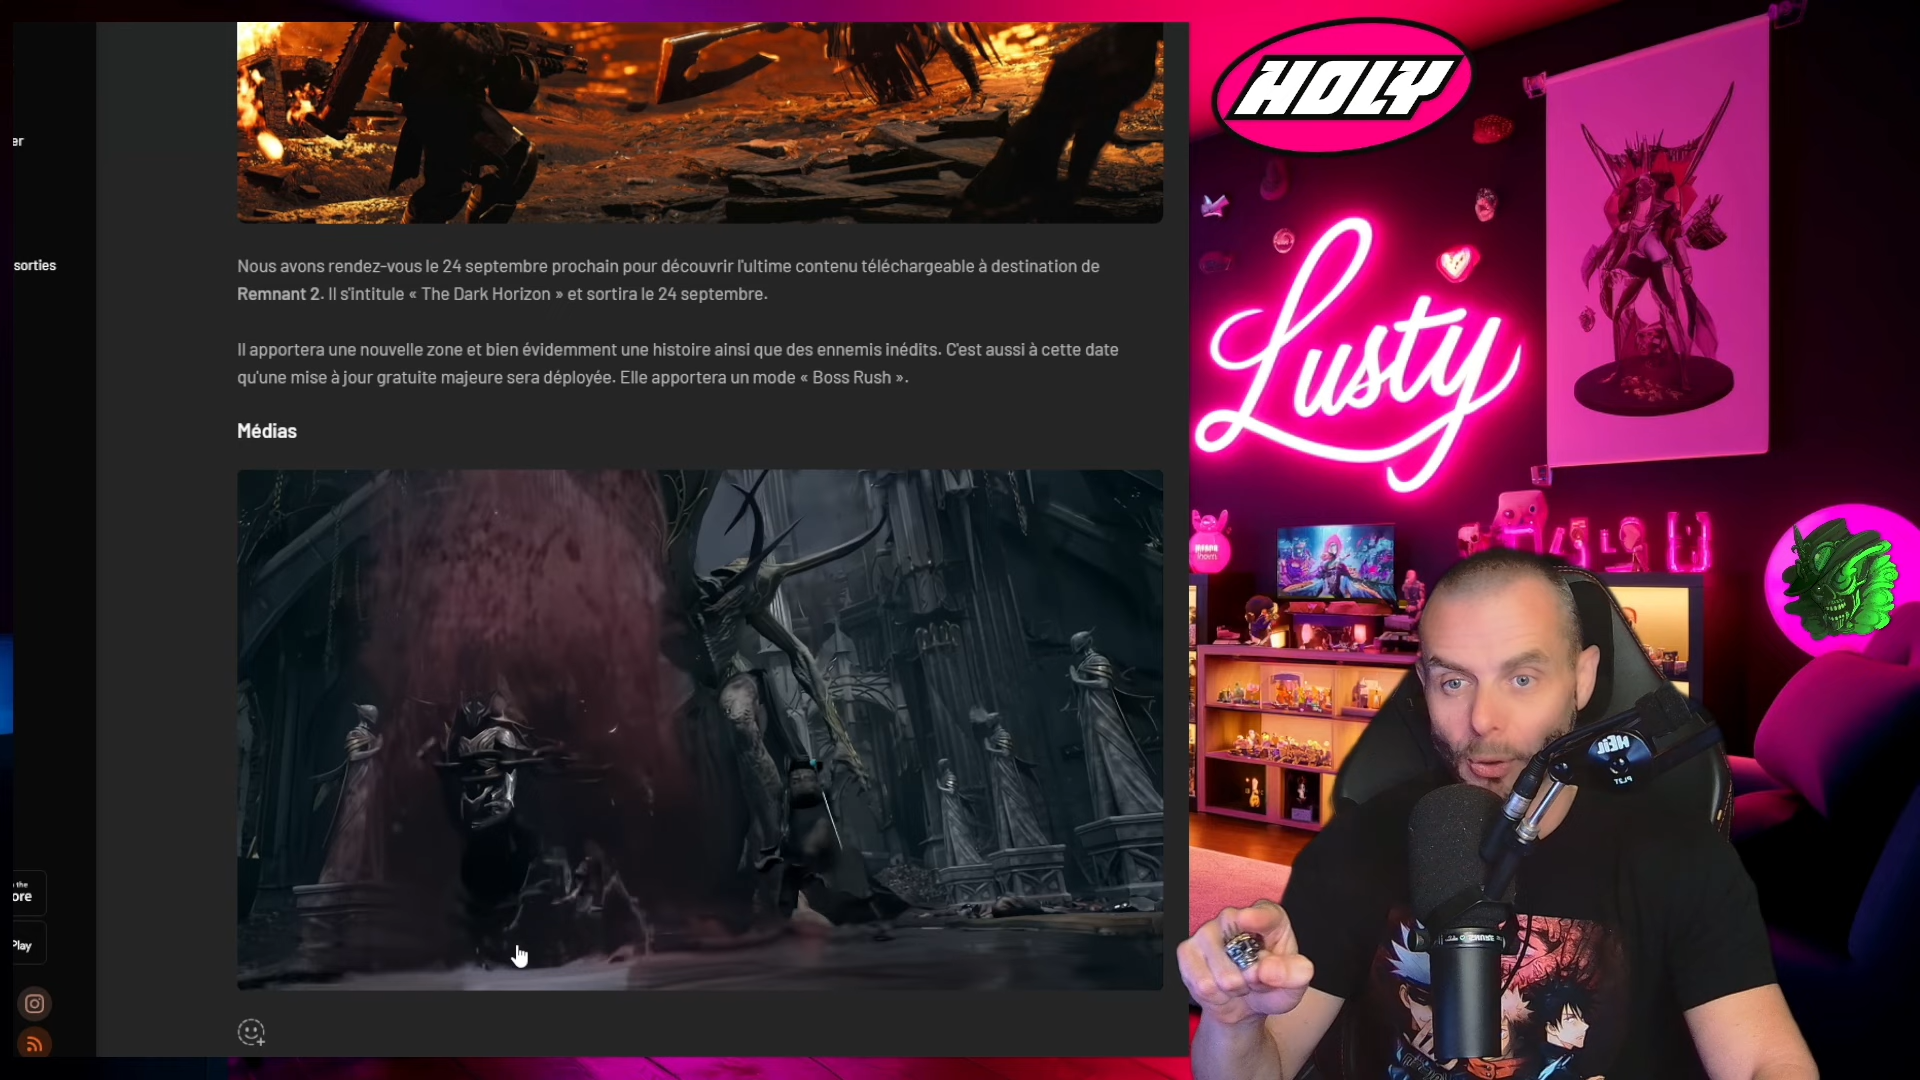 er
sorties
Nous avons rendez-vous le 24 septembre prochain pour découvrir l'ultime contenu téléchargeable à destination de
Remnant 2. Il s'intitule « The Dark Horizon » et sortira le 24 septembre.
Il apportera une nouvelle zone et bien évidemment une histoire ainsi que des ennemis inédits. C'est aussi à cette date
qu'une mise à jour gratuite majeure sera déployée. Elle apportera un mode « Boss Rush ».
Médias
n the
ore
Play
HOLY
Lusty
HEIL
SHURE